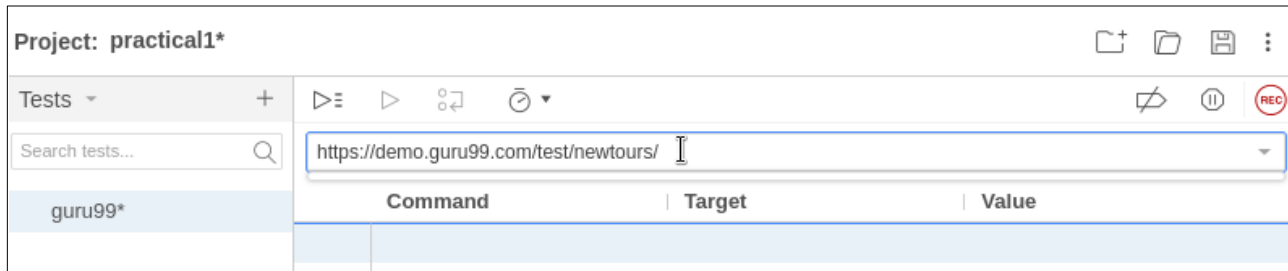 Project: practical1*
Tests
REC
Search tests...
https://demo.guru99.com/test/newtours/
Command Target Value
guru99*